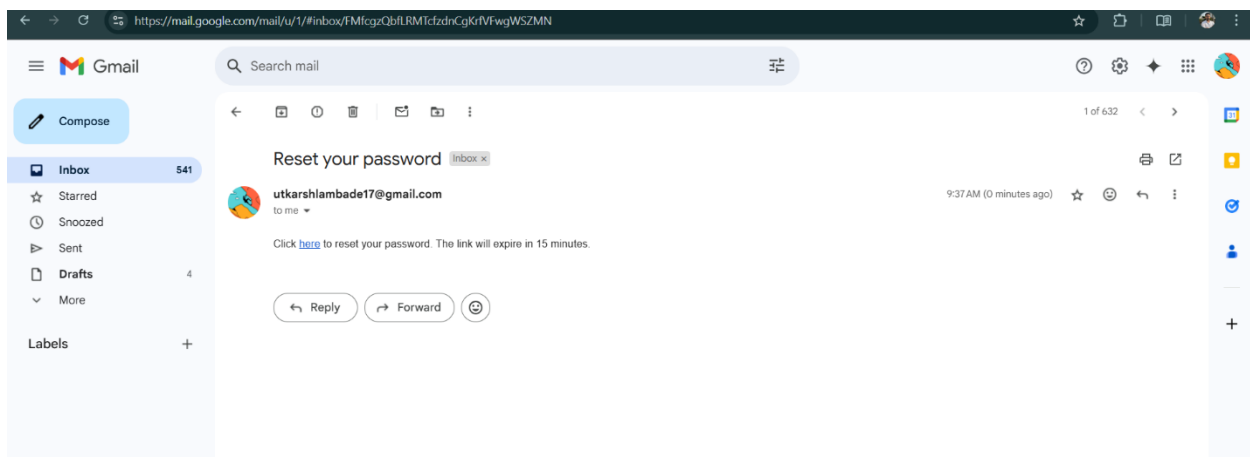 https://mail.google.com/mail/u/1/#inbox/FMfcgzQbfLRMTcfzdnCgKrfVFwgWSZMN
Gmail
Search mail
Compose
1 of 632
Inbox 541
Starred
Snoozed
Sent
Drafts 4
More
Labels
Reset your password Inbox ×
utkarshlambade17@gmail.com 9:37 AM (0 minutes ago)
to me
Click here to reset your password. The link will expire in 15 minutes.
Reply Forward
31